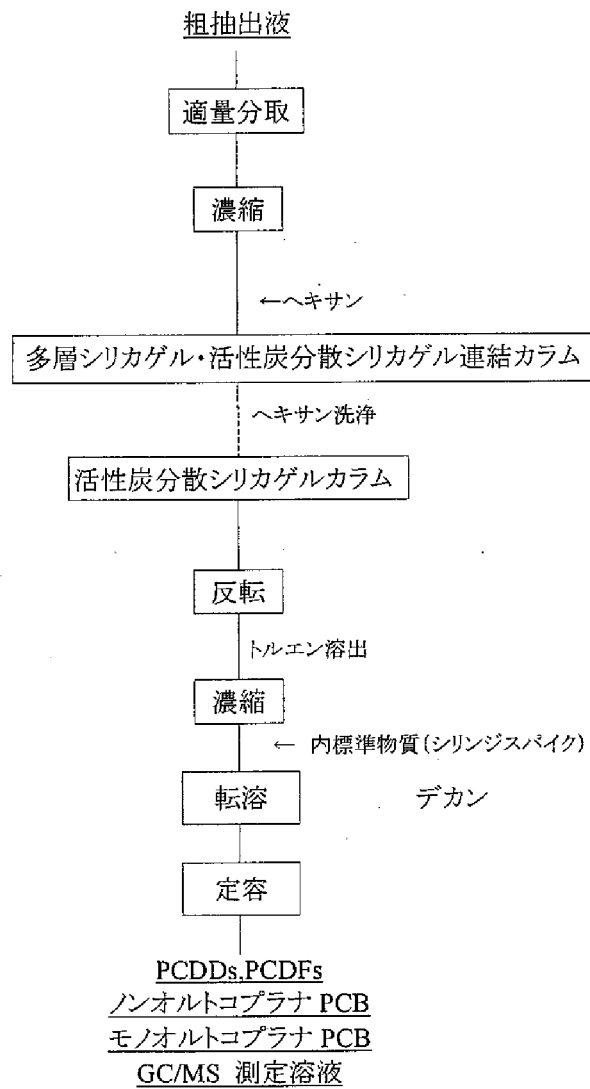 粗抽出液
適量分取
濃縮
←ヘキサン
多層シリカゲル・活性炭分散シリカゲル連結カラム
ヘキサン洗浄
活性炭分散シリカゲルカラム
反転
トルエン溶出
濃縮
← 内標準物質(シリンジスパイク)
転溶 デカン
定容
PCDDs,PCDFs
ノンオルトコプラナ PCB
モノオルトコプラナ PCB
GC/MS 測定溶液